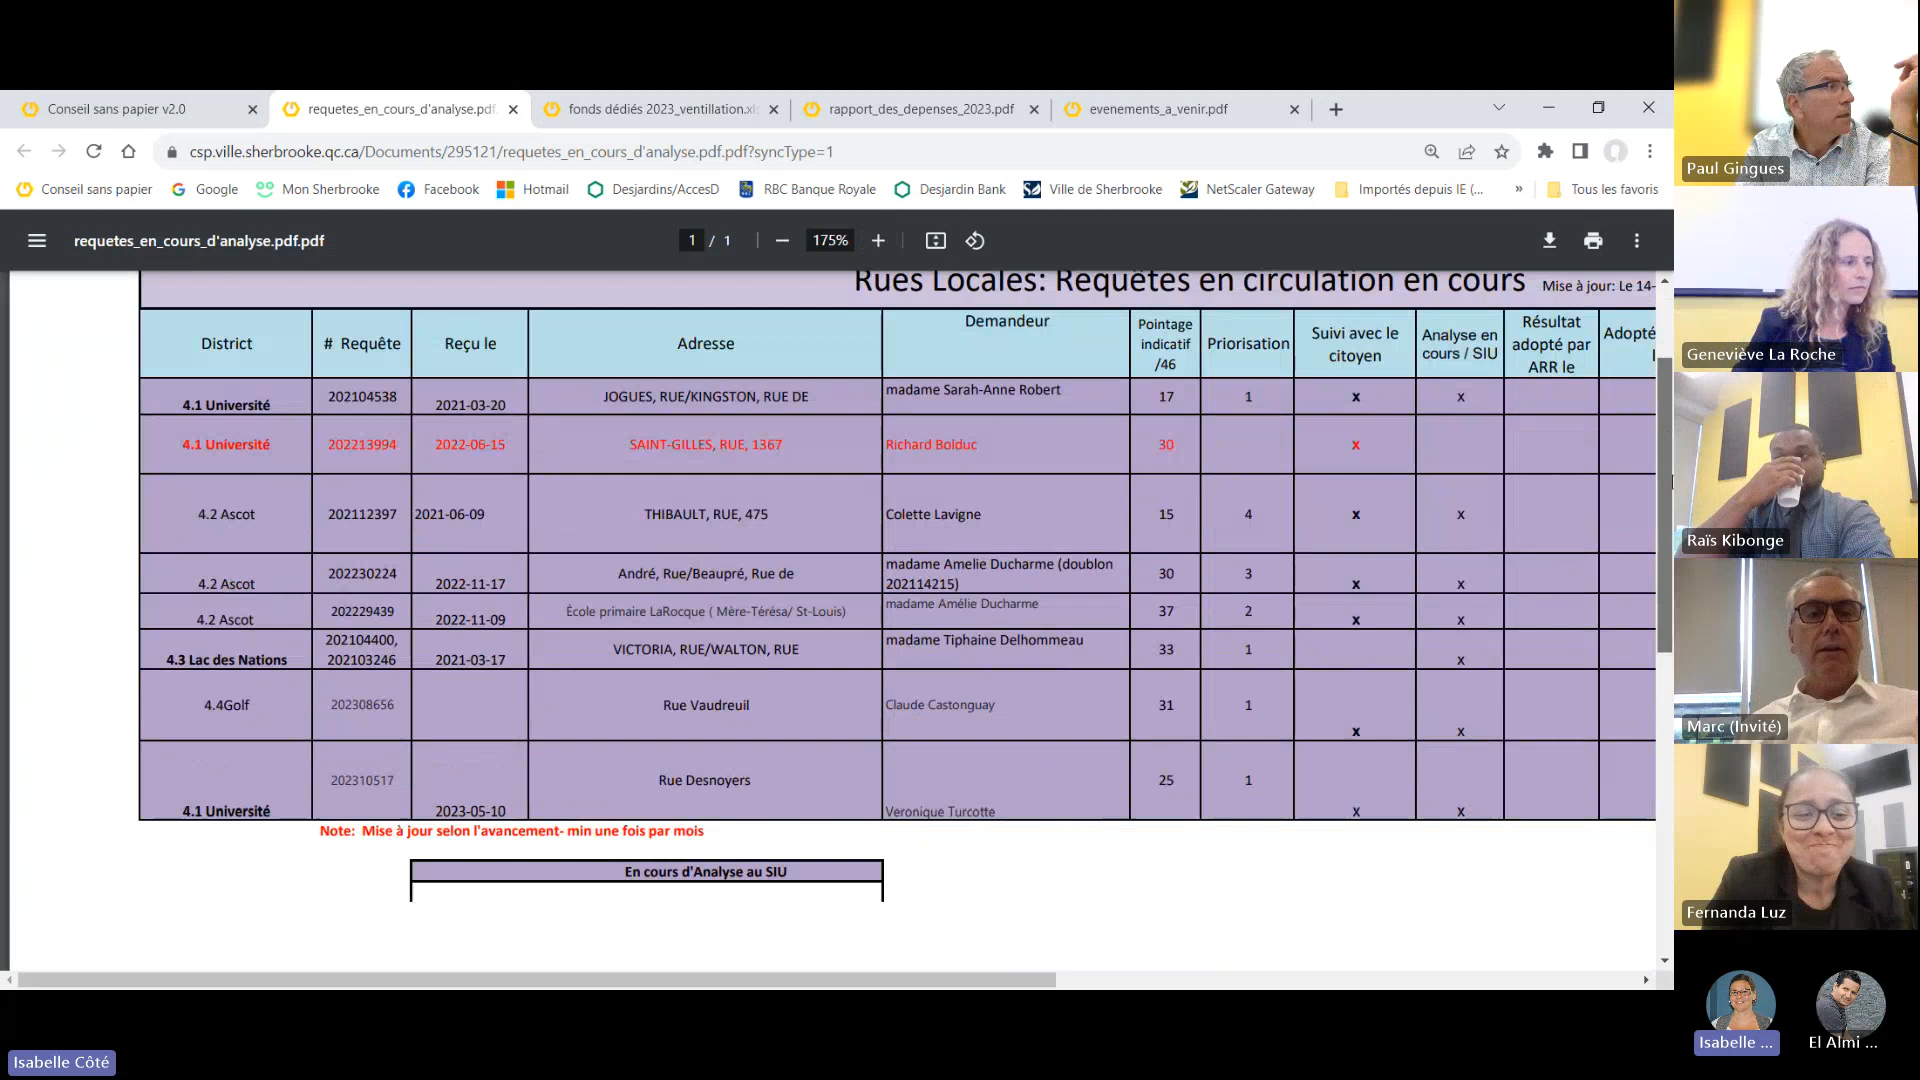 Conseil sans papier v2.0
requetes_en_cours_d'analyse.pdf.
fonds dédiés 2023_ventillation.xls
rapport_des_depenses_2023.pdf
evenements_a_venir.pdf
csp.ville.sherbrooke.qc.ca/Documents/295121/requetes_en_cours_d'analyse.pdf.pdf?syncType=1
Conseil sans papier
Google
Mon Sherbrooke
Facebook
Hotmail
Desjardins/AccesD
RBC Banque Royale
Desjardin Bank
Ville de Sherbrooke
NetScaler Gateway
Importés depuis IE (...
»
Tous les favoris
requetes_en_cours_d'analyse.pdf.pdf
1 / 1
175%
Rues Locales: Requêtes en circulation en cours
Mise à jour: Le 14-
District
# Requête
Reçu le
Adresse
Demandeur
Pointage indicatif /46
Priorisation
Suivi avec le citoyen
Analyse en cours / SIU
Résultat adopté par ARR le
Adopté
4.1 Université 202104538 2021-03-20 JOGUES, RUE/KINGSTON, RUE DE madame Sarah-Anne Robert 17 1 x x
4.1 Université 202213994 2022-06-15 SAINT-GILLES, RUE, 1367 Richard Bolduc 30 x
4.2 Ascot 202112397 2021-06-09 THIBAULT, RUE, 475 Colette Lavigne 15 4 x x
4.2 Ascot 202230224 2022-11-17 André, Rue/Beaupré, Rue de madame Amelie Ducharme (doublon 202114215) 30 3 x x
4.2 Ascot 202229439 2022-11-09 École primaire LaRocque ( Mère-Térésa/ St-Louis) madame Amélie Ducharme 37 2 x x
4.3 Lac des Nations 202104400, 202103246 2021-03-17 VICTORIA, RUE/WALTON, RUE madame Tiphaine Delhommeau 33 1 x
4.4Golf 202308656 Rue Vaudreuil Claude Castonguay 31 1 x x
4.1 Université 202310517 2023-05-10 Rue Desnoyers Veronique Turcotte 25 1 x x
Note: Mise à jour selon l'avancement- min une fois par mois
En cours d'Analyse au SIU
Paul Gingues
Geneviève La Roche
Raïs Kibonge
Marc (Invité)
Fernanda Luz
Isabelle ...
El Almi ...
Isabelle Côté